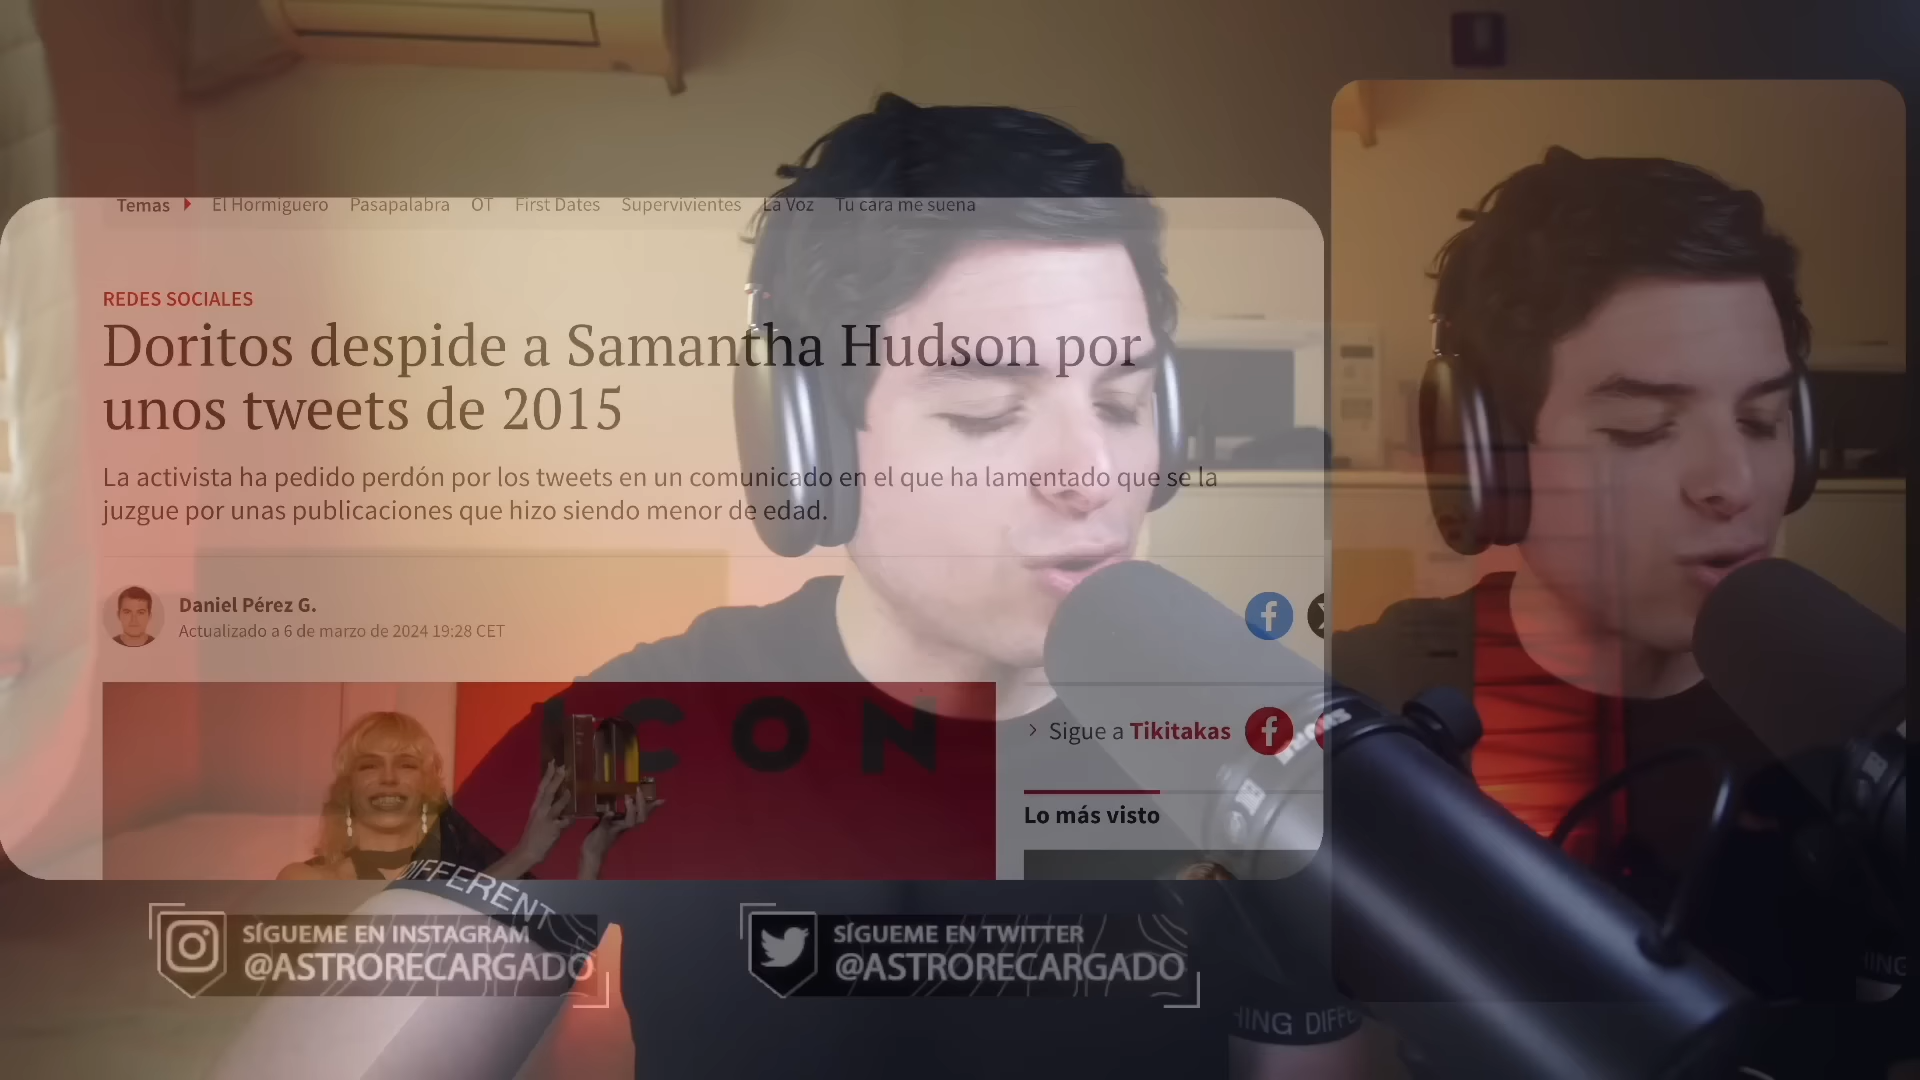 Temas El Hormiguero Pasapalabra OT First Dates Supervivientes La Voz Tu cara me suena
REDES SOCIALES
Doritos despide a Samantha Hudson por
unos tweets de 2015
La activista ha pedido perdón por los tweets en un comunicado en el que ha lamentado que se la
juzgue por unas publicaciones que hizo siendo menor de edad.
Daniel Pérez G.
Actualizado a 6 de marzo de 2024 19:28 CET
ICON
Sigue a Tikitakas
Lo más visto
DIFFERENT
SÍGUEME EN INSTAGRAM
@ASTRORECARGADO
SÍGUEME EN TWITTER
@ASTRORECARGADO